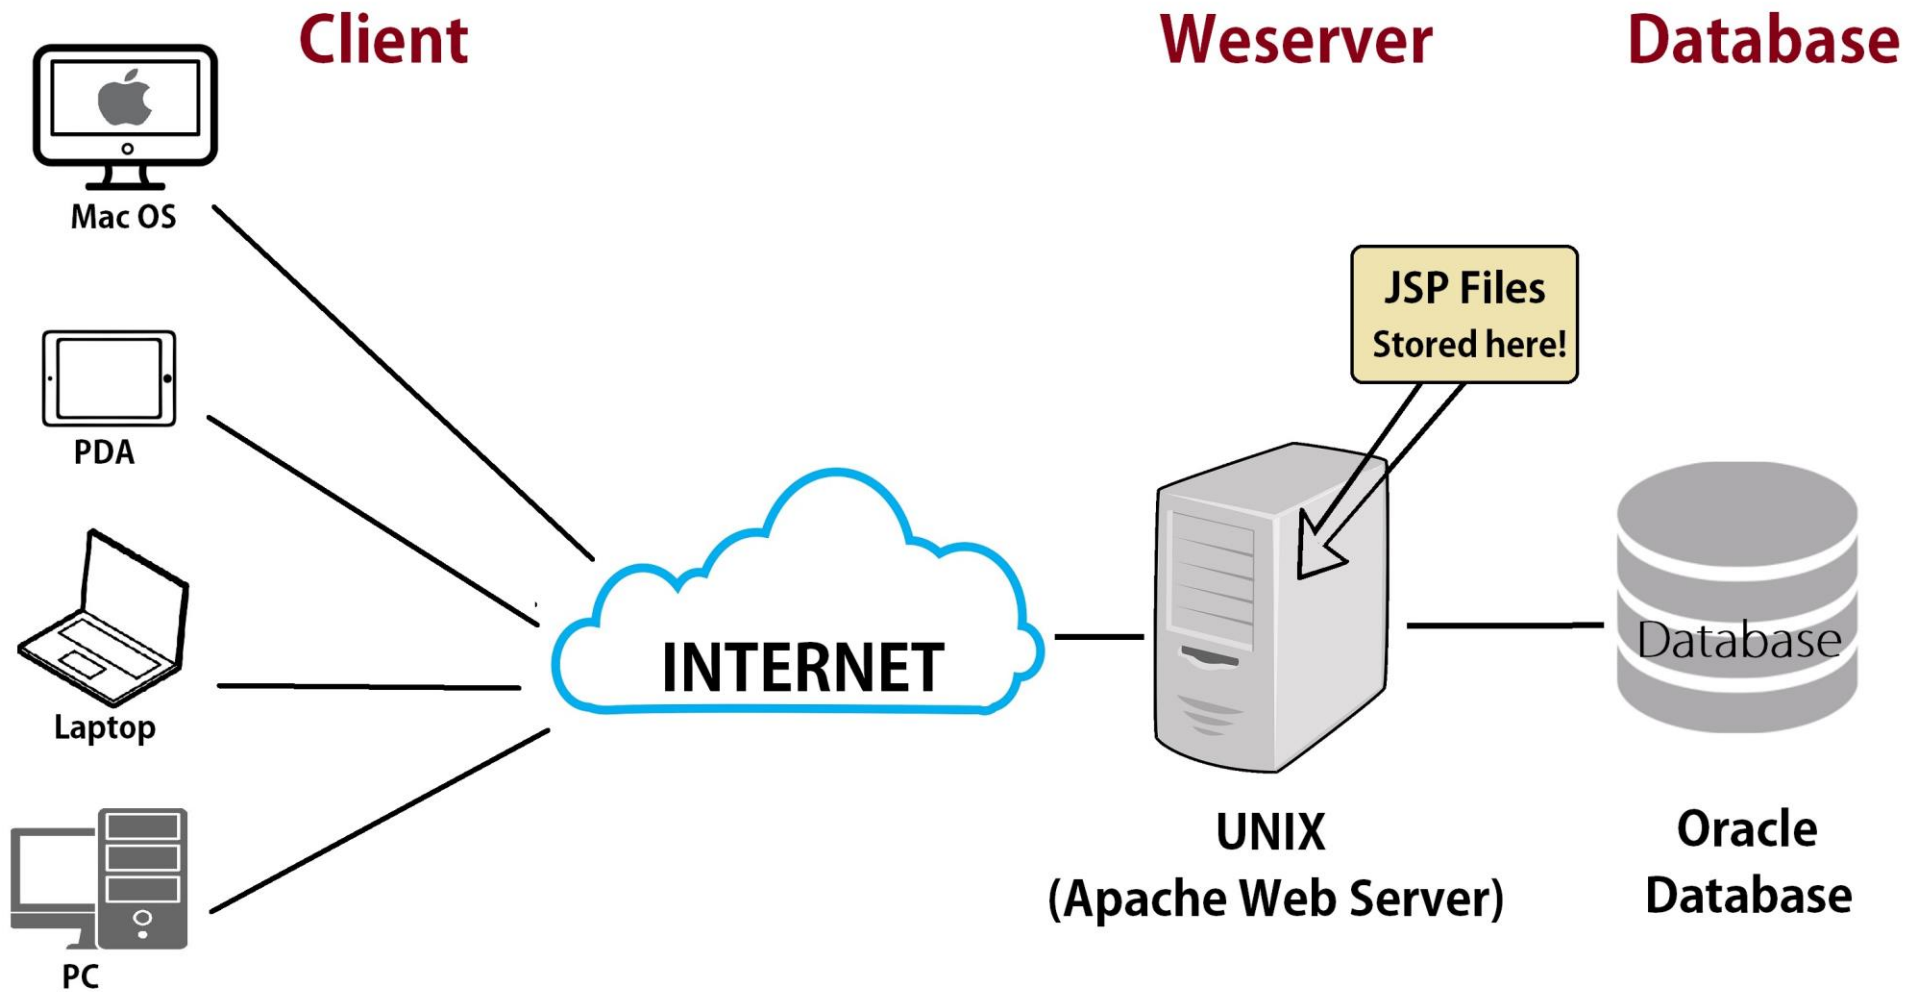 Client
Weserver
Database
Mac OS
JSP Files
Stored here!
PDA
INTERNET
Database
Laptop
UNIX
(Apache Web Server)
Oracle
Database
PC